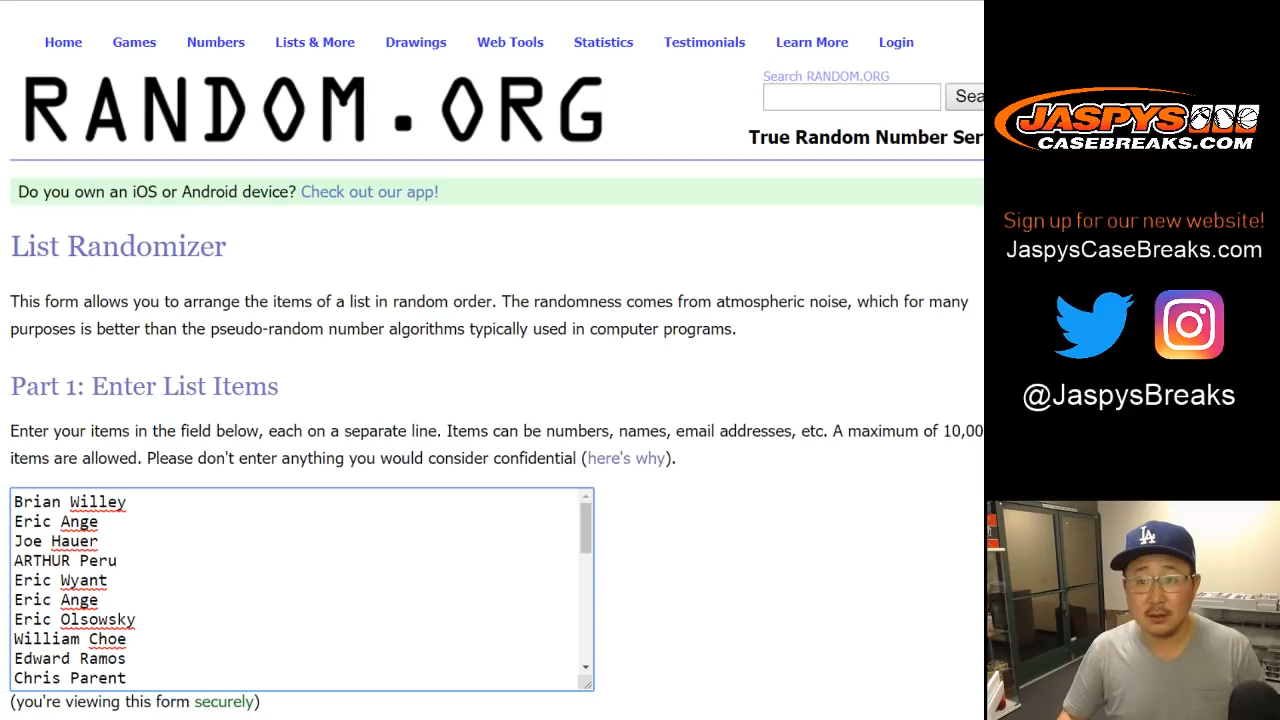 Home Games Numbers Lists & More Drawings Web Tools Statistics Testimonials Learn More Login
RANDOM.ORG
Search RANDOM.ORG
Sea
True Random Number Ser
Do you own an iOS or Android device? Check out our app!
List Randomizer
This form allows you to arrange the items of a list in random order. The randomness comes from atmospheric noise, which for many
purposes is better than the pseudo-random number algorithms typically used in computer programs.
Part 1: Enter List Items
Enter your items in the field below, each on a separate line. Items can be numbers, names, email addresses, etc. A maximum of 10,00
items are allowed. Please don't enter anything you would consider confidential (here's why).
Brian Willey
Eric Ange
Joe Hauer
ARTHUR Peru
Eric Wyant
Eric Ange
Eric Olsowsky
William Choe
Edward Ramos
Chris Parent
(you're viewing this form securely)
JASPYS
CASEBREAKS.COM
Sign up for our new website!
JaspysCaseBreaks.com
@JaspysBreaks
LA